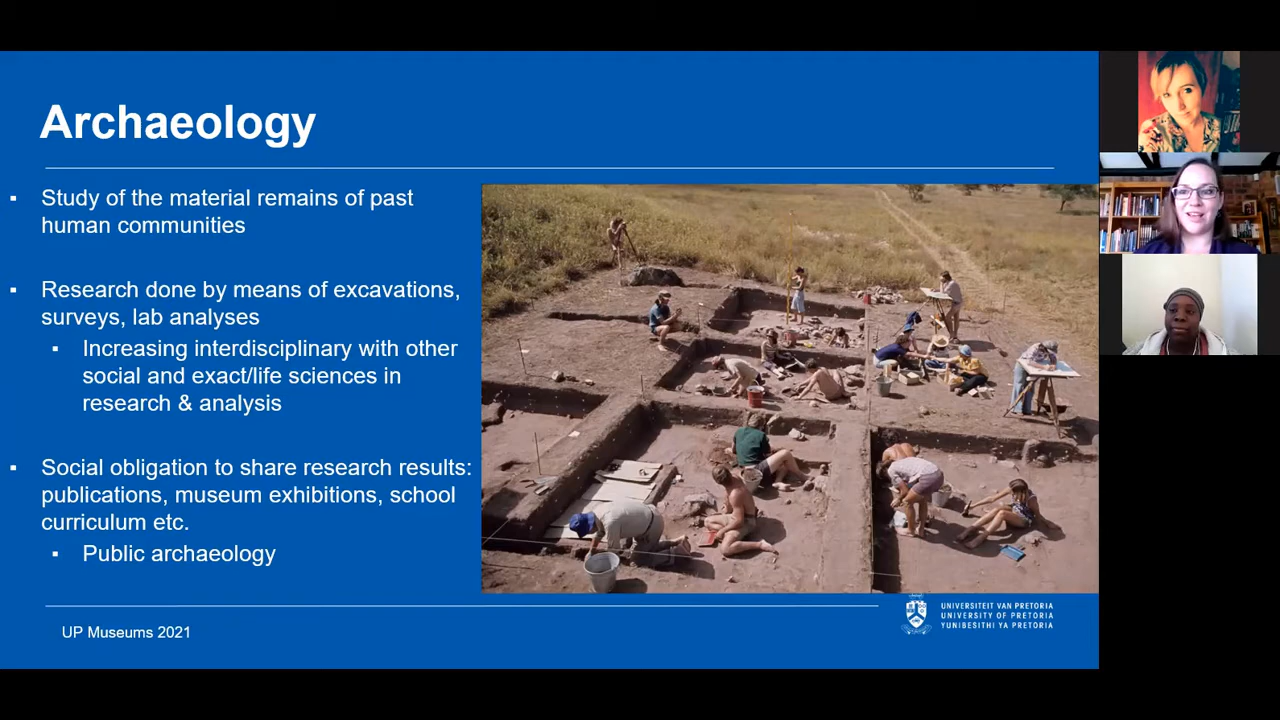 Archaeology
▪ Study of the material remains of past
human communities
▪ Research done by means of excavations,
surveys, lab analyses
▪ Increasing interdisciplinary with other
social and exact/life sciences in
research & analysis
▪ Social obligation to share research results:
publications, museum exhibitions, school
curriculum etc.
▪ Public archaeology
UP Museums 2021
UNIVERSITEIT VAN PRETORIA
UNIVERSITY OF PRETORIA
YUNIBESITHI YA PRETORIA